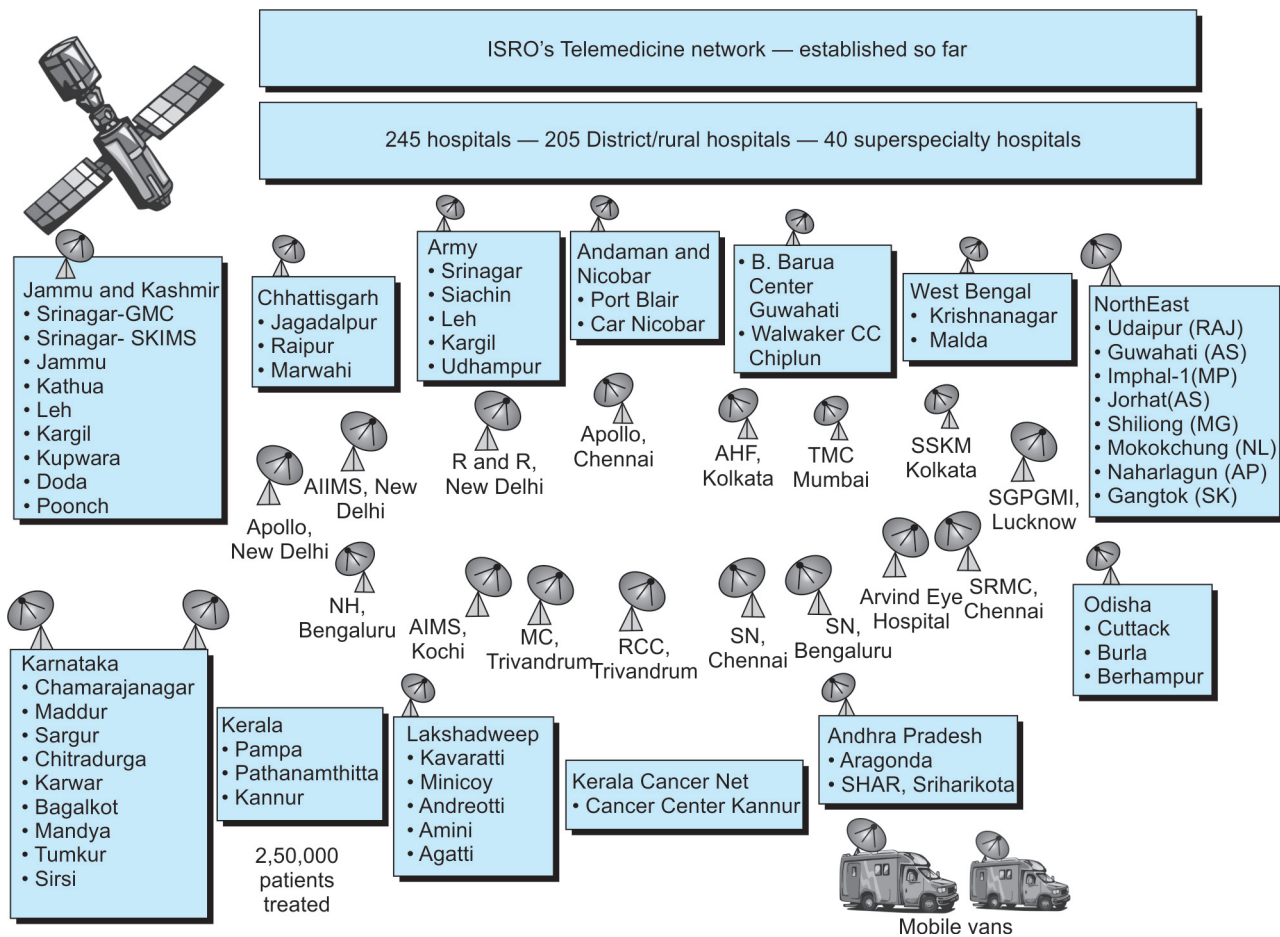 ISRO's Telemedicine network — established so far
245 hospitals — 205 District/rural hospitals — 40 superspecialty hospitals
Jammu and Kashmir
• Srinagar-GMC
• Srinagar- SKIMS
• Jammu
• Kathua
• Leh
• Kargil
• Kupwara
• Doda
• Poonch
Chhattisgarh
• Jagadalpur
• Raipur
• Marwahi
Army
• Srinagar
• Siachin
• Leh
• Kargil
• Udhampur
Andaman and
Nicobar
• Port Blair
• Car Nicobar
• B. Barua
Center
Guwahati
• Walwaker CC
Chiplun
West Bengal
• Krishnanagar
• Malda
NorthEast
• Udaipur (RAJ)
• Guwahati (AS)
• Imphal-1(MP)
• Jorhat(AS)
• Shiliong (MG)
• Mokokchung (NL)
• Naharlagun (AP)
• Gangtok (SK)
Apollo,
New Delhi
AIIMS, New
Delhi
R and R,
New Delhi
Apollo,
Chennai
AHF,
Kolkata
TMC
Mumbai
SSKM
Kolkata
SGPGMI,
Lucknow
NH,
Bengaluru
AIMS,
Kochi
MC,
Trivandrum
RCC,
Trivandrum
SN,
Chennai
SN,
Bengaluru
Arvind Eye
Hospital
SRMC,
Chennai
Odisha
• Cuttack
• Burla
• Berhampur
Karnataka
• Chamarajanagar
• Maddur
• Sargur
• Chitradurga
• Karwar
• Bagalkot
• Mandya
• Tumkur
• Sirsi
Kerala
• Pampa
• Pathanamthitta
• Kannur
2,50,000
patients
treated
Lakshadweep
• Kavaratti
• Minicoy
• Andreotti
• Amini
• Agatti
Kerala Cancer Net
• Cancer Center Kannur
Andhra Pradesh
• Aragonda
• SHAR, Sriharikota
Mobile vans